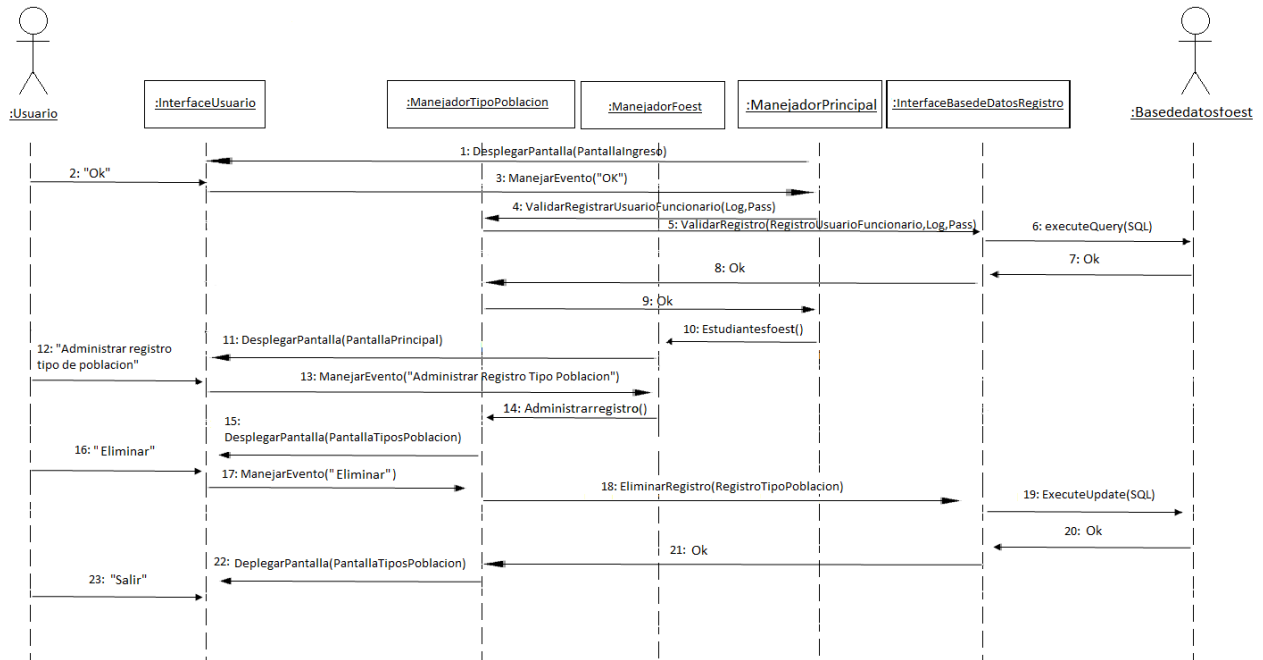 :Usuario
:InterfaceUsuario
:ManejadorTipoPoblacion
:ManejadorFoest
:ManejadorPrincipal
:InterfaceBasedeDatosRegistro
:Basededatosfoest
1: DesplegarPantalla(PantallaIngreso)
2: "Ok"
3: ManejarEvento("OK")
4: ValidarRegistrarUsuarioFuncionario(Log,Pass)
5: ValidarRegistro(RegistroUsuarioFuncionario,Log,Pass)
6: executeQuery(SQL)
7: Ok
8: Ok
9: Ok
10: Estudiantesfoest()
11: DesplegarPantalla(PantallaPrincipal)
12: "Administrar registro
tipo de poblacion"
13: ManejarEvento("Administrar Registro Tipo Poblacion")
14: Administrarregistro()
15:
DesplegarPantalla(PantallaTiposPoblacion)
16: "Eliminar"
17: ManejarEvento("Eliminar")
18: EliminarRegistro(RegistroTipoPoblacion)
19: ExecuteUpdate(SQL)
20: Ok
21: Ok
22: DeplegarPantalla(PantallaTiposPoblacion)
23: "Salir"